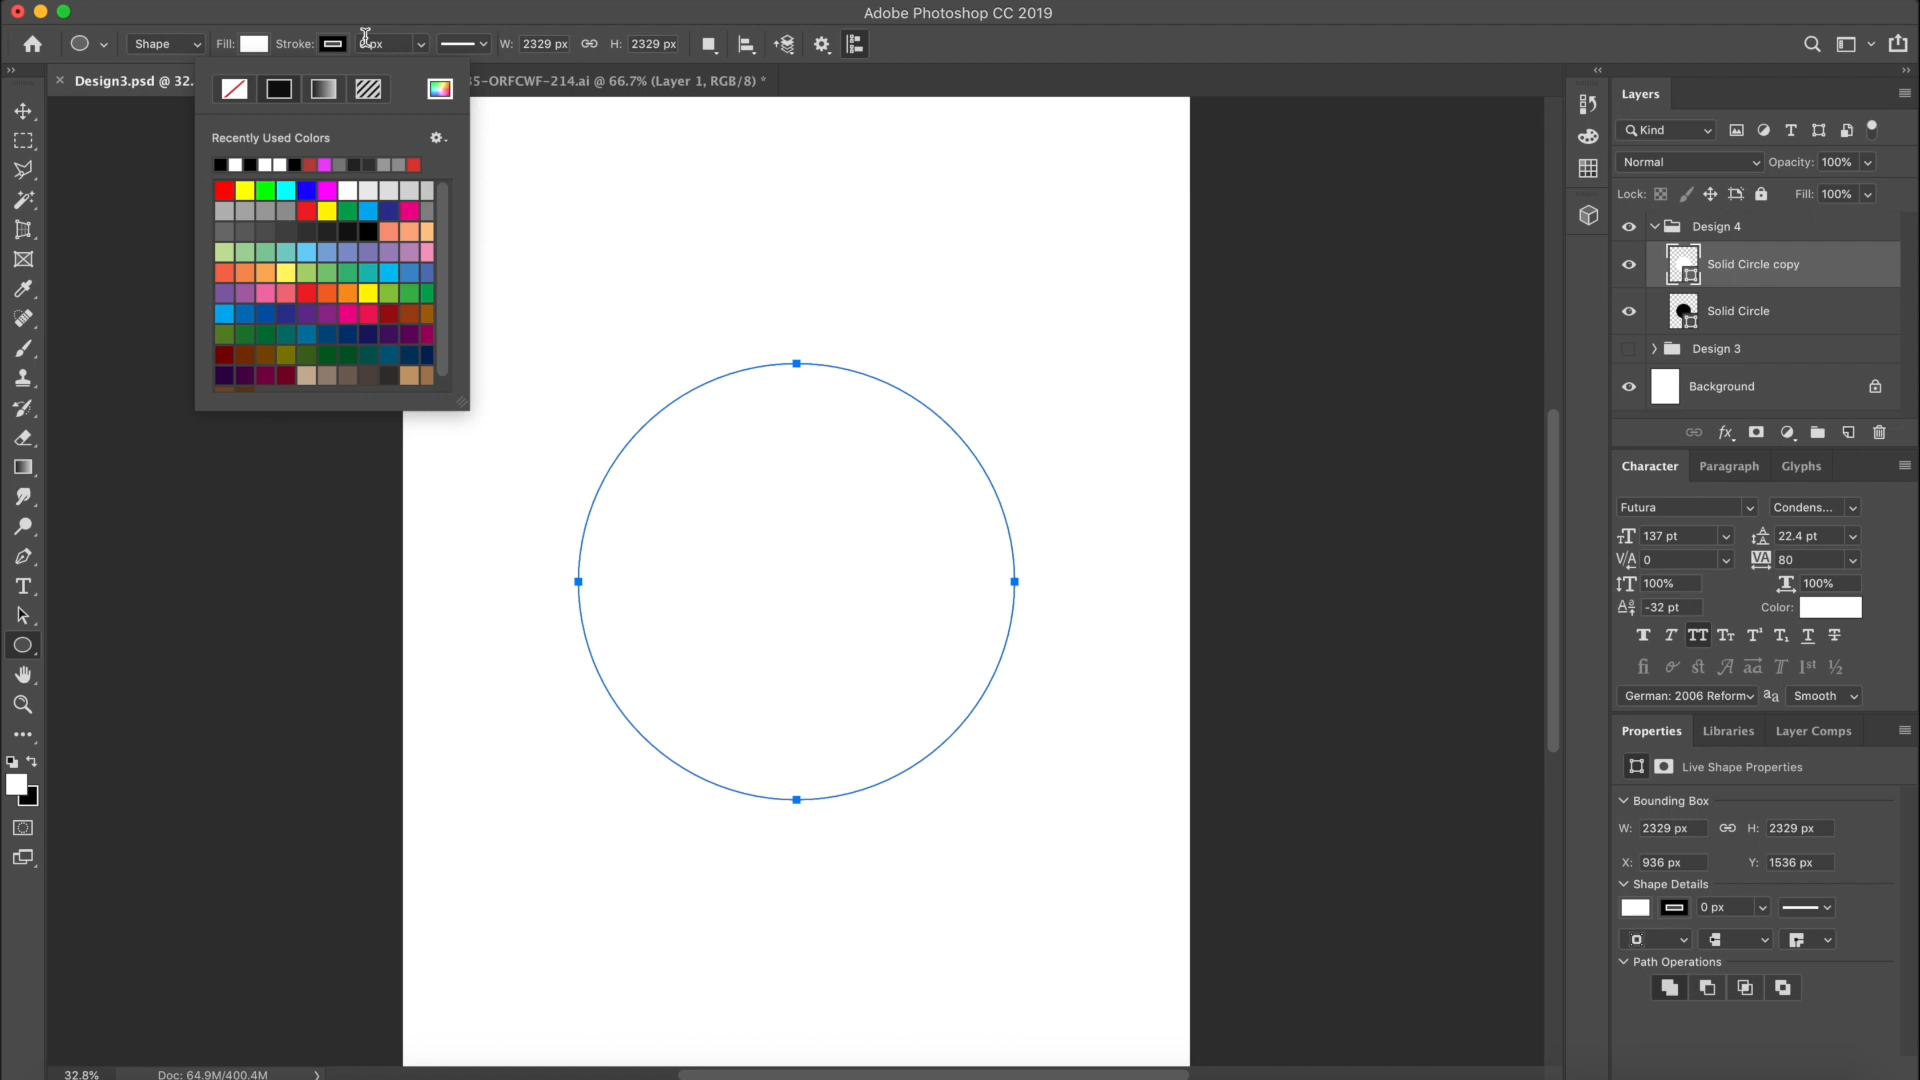 Adobe Photoshop CC 2019
Shape Fill: Stroke: W: 2329 px H: 2329 px
Design3.psd @ 32. 5-ORFCWF-214.ai @ 66.7% (Layer 1, RGB/8) *
Recently Used Colors
Layers
Kind
Normal Opacity: 100%
Lock: Fill: 100%
Design 4
Solid Circle copy
Solid Circle
Design 3
Background
Character Paragraph Glyphs
Futura Condens...
137 pt 22.4 pt
0 80
100% 100%
-32 pt Color:
German: 2006 Reform Smooth
Properties Libraries Layer Comps
Live Shape Properties
Bounding Box
W: 2329 px H: 2329 px
X: 936 px Y: 1536 px
Shape Details
0 px
Path Operations
32.8% Doc: 64.9M/400.4M